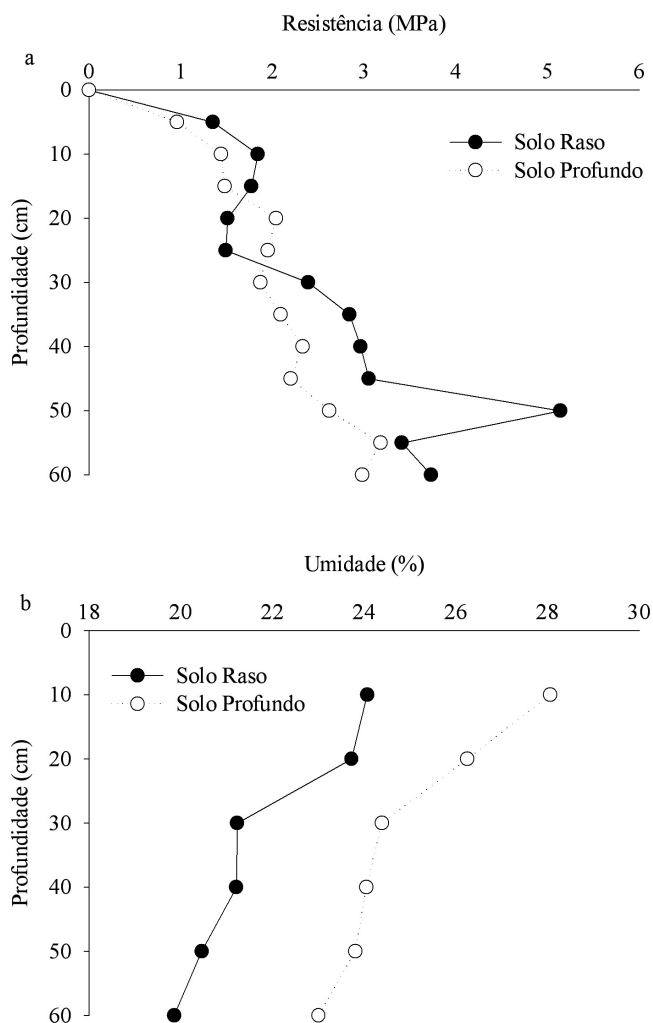 Resistência (MPa)
a
0 1 2 3 4 5 6
0
10
20
30
40
50
60
Profundidade (cm)
Solo Raso
Solo Profundo
Umidade (%)
b
18 20 22 24 26 28 30
0
10
20
30
40
50
60
Profundidade (cm)
Solo Raso
Solo Profundo